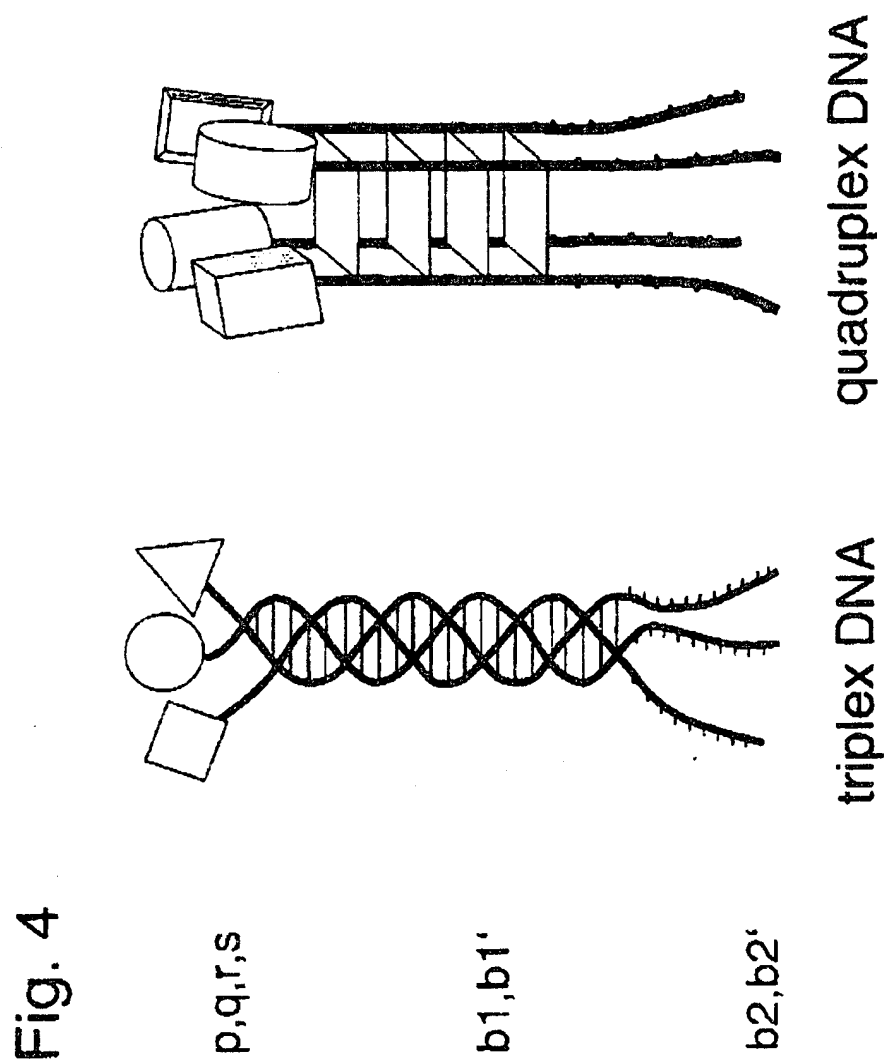 Fig. 4
p,q,r,s
b1,b1‘
b2,b2‘
triplex DNA
quadruplex DNA